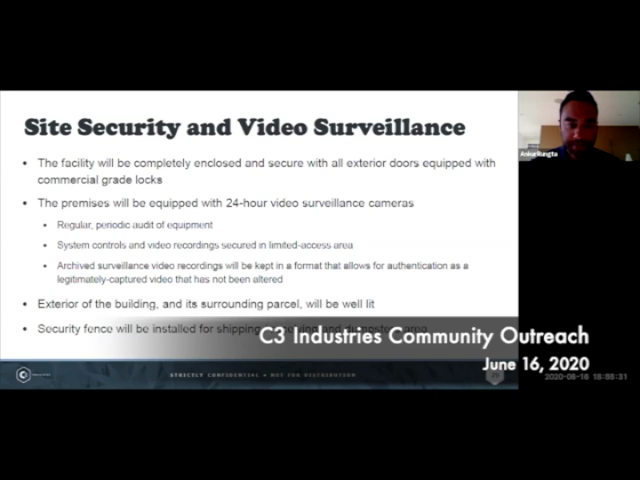 Site Security and Video Surveillance
• The facility will be completely enclosed and secure with all exterior doors equipped with
commercial grade locks
• The premises will be equipped with 24-hour video surveillance cameras
• Regular, periodic audit of equipment
• System controls and video recordings secured in limited-access area
• Archived surveillance video recordings will be kept in a format that allows for authentication as a
legitimately-captured video that has not been altered
• Exterior of the building, and its surrounding parcel, will be well lit
• Security fence will be installed for shipping
Ankur Rungta
C3 Industries Community Outreach
June 16, 2020
STRICTLY CONFIDENTIAL • NOT FOR DISTRIBUTION
2020-06-16 18:55:31